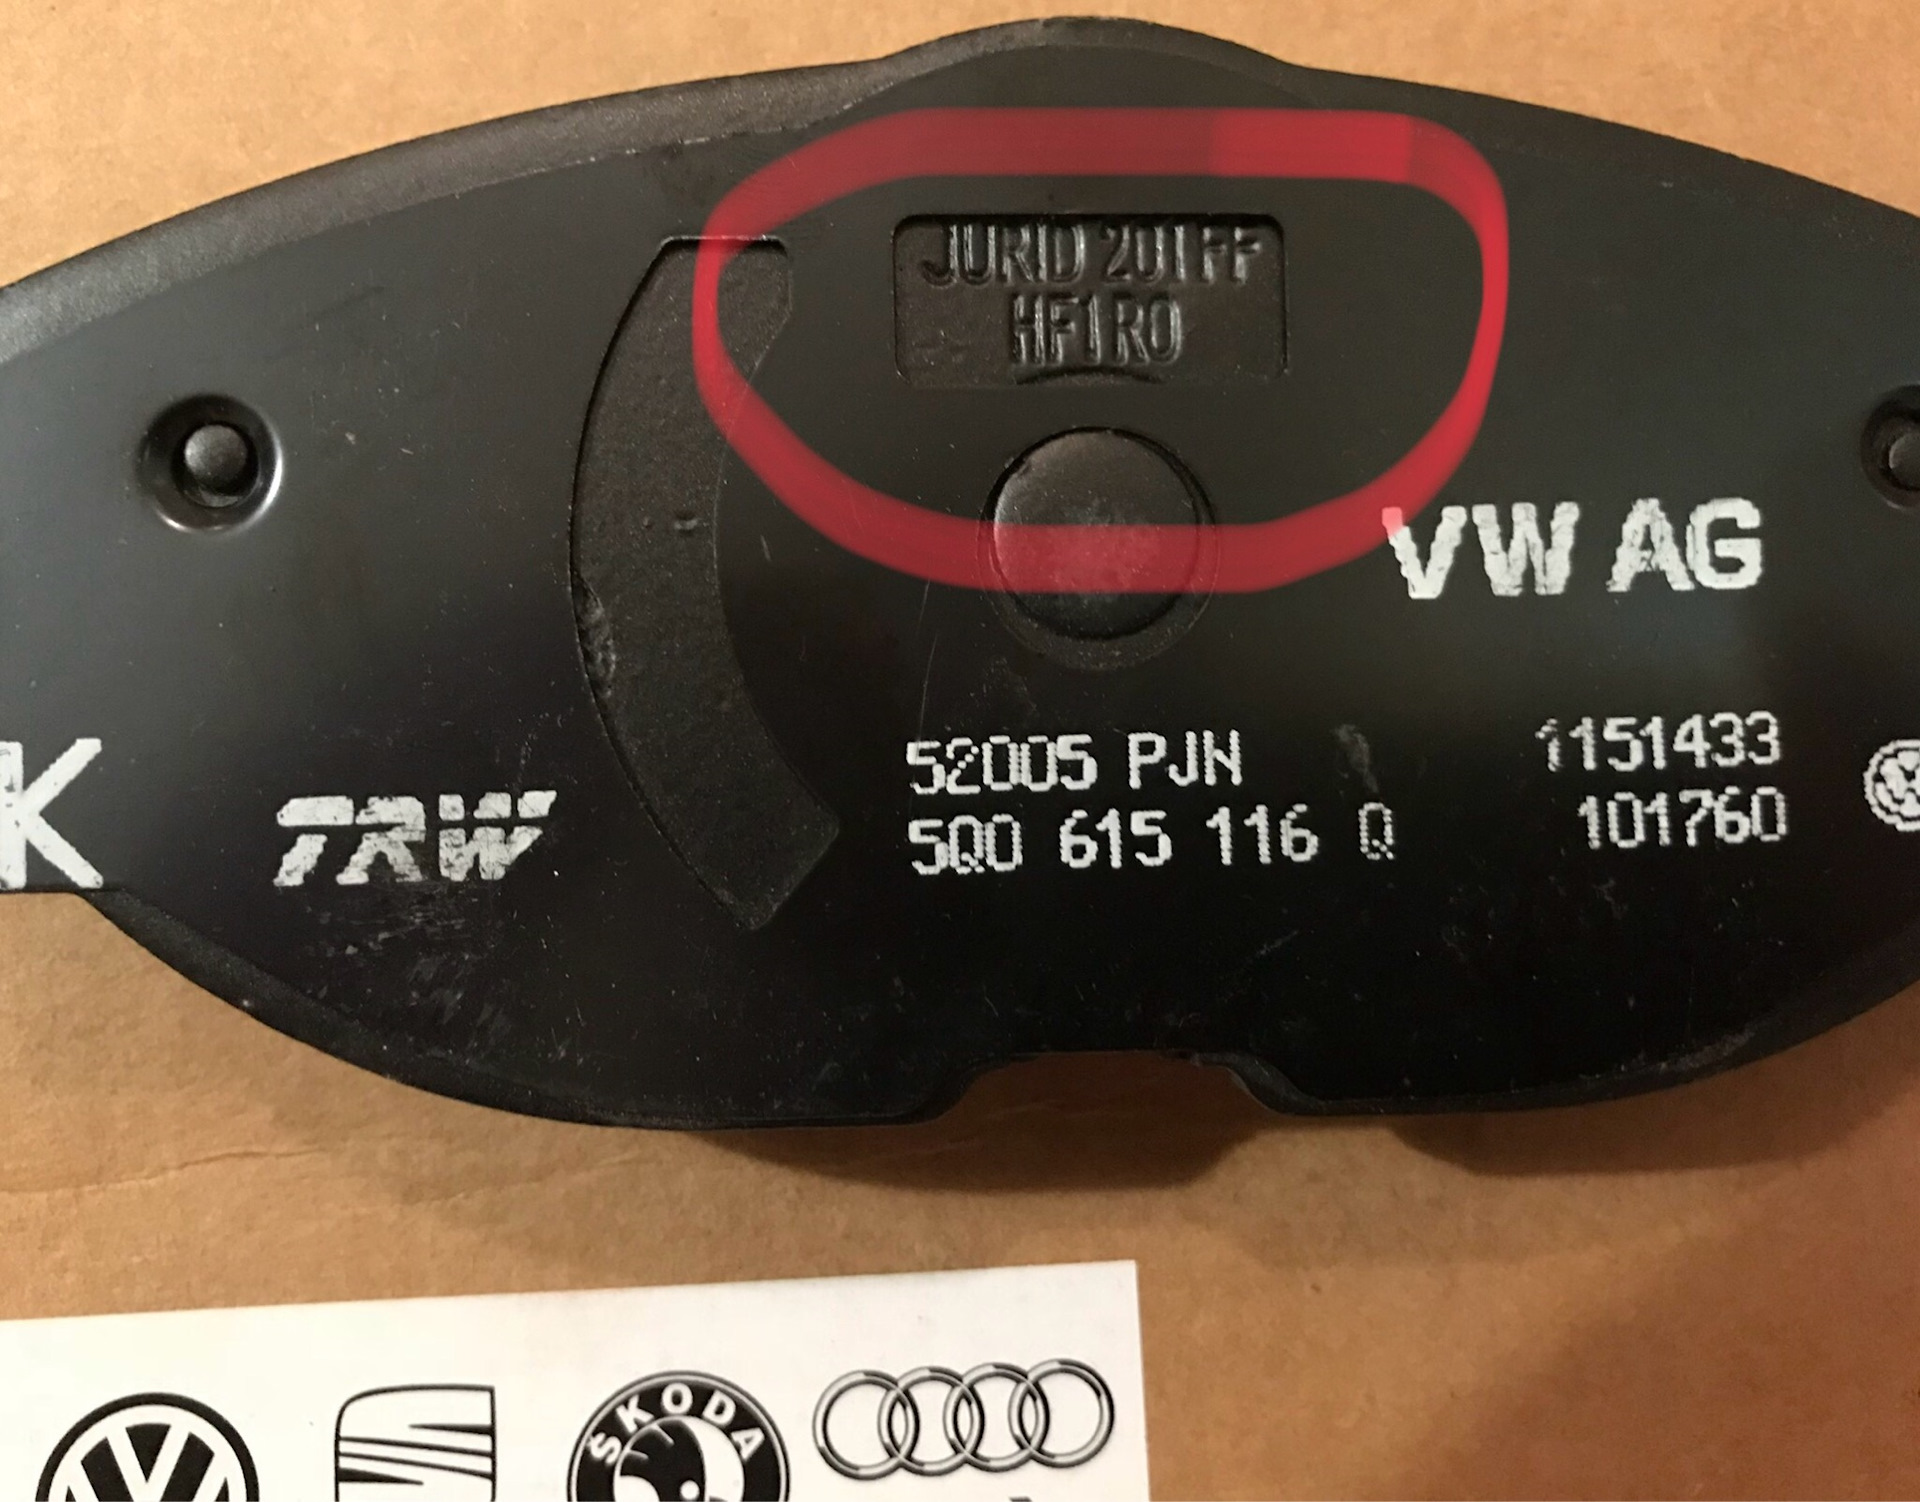 JURID 201 FF
HF1R0
VW AG
K
TRW
52005 PJN
5Q0 615 116 Q
1151433
101760
ŠKODA